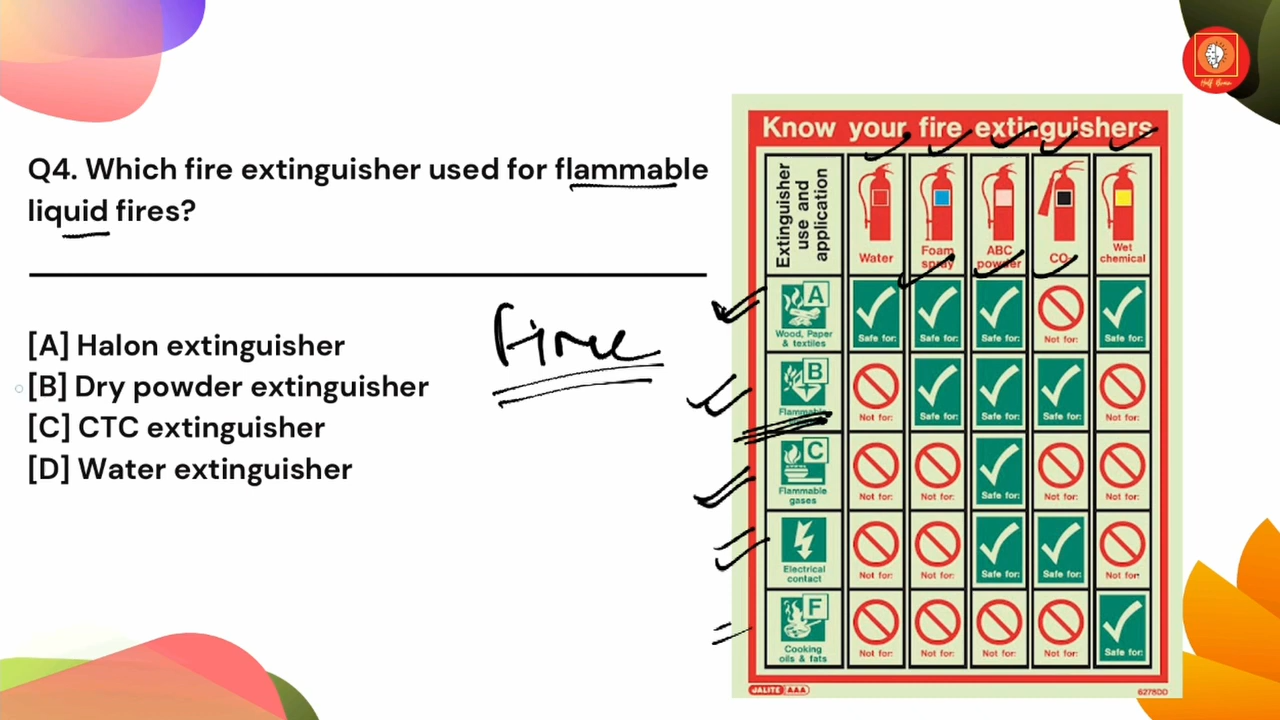 Half Brain
Q4. Which fire extinguisher used for flammable
liquid fires?
[A] Halon extinguisher
[B] Dry powder extinguisher
[C] CTC extinguisher
[D] Water extinguisher
Fire
Know your fire extinguishers
Extinguisher
use and
application
Water
Foam
spray
ABC
powder
CO
Wet
chemical
A
Wood, Paper
& textiles
Safe for:
Safe for:
Safe for:
Not for:
Safe for:
B
Flammable
Not for:
Safe for:
Safe for:
Safe for:
Not for:
C
Flammable
gases
Not for:
Not for:
Safe for:
Not for:
Not for:
Electrical
contact
Not for:
Not for:
Safe for:
Safe for:
Not for:
F
Cooking
oils & fats
Not for:
Not for:
Not for:
Not for:
Safe for:
JALITE AAA
6278DD